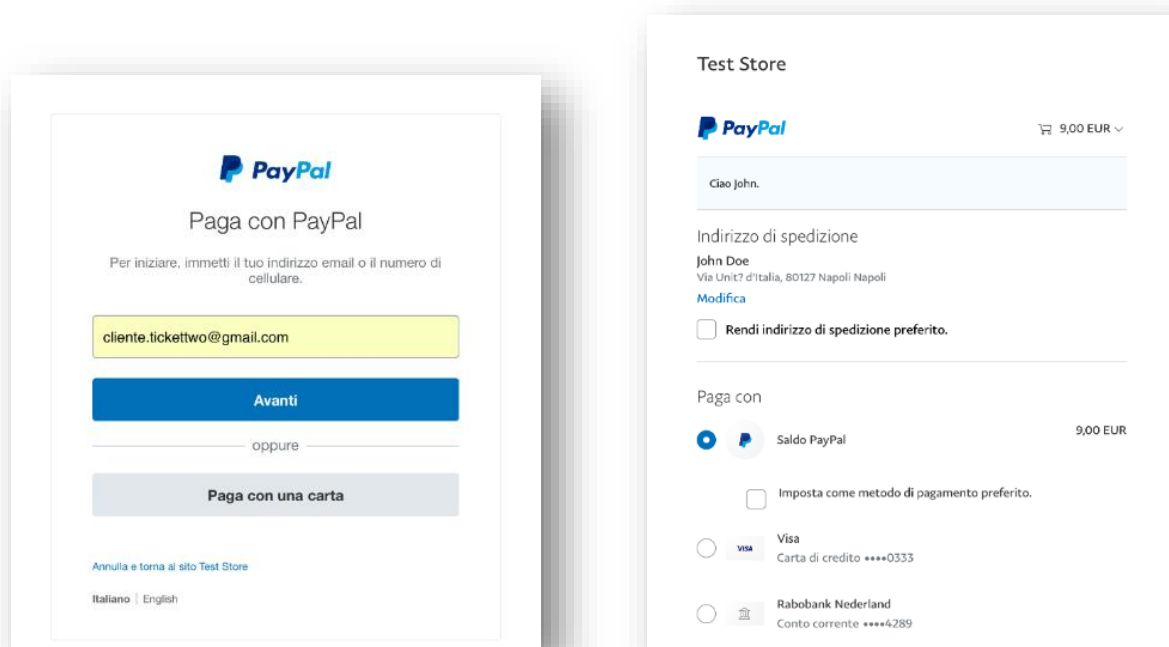 PayPal
Paga con PayPal
Per iniziare, immetti il tuo indirizzo email o il numero di
cellulare.
cliente.tickettwo@gmail.com
Avanti
oppure
Paga con una carta
Annulla e torna al sito Test Store
Italiano | English
Test Store
PayPal
9,00 EUR
Ciao John.
Indirizzo di spedizione
John Doe
Via Unit? d'Italia, 80127 Napoli Napoli
Modifica
Rendi indirizzo di spedizione preferito.
Paga con
Saldo PayPal
9,00 EUR
Imposta come metodo di pagamento preferito.
VISA
Visa
Carta di credito ••••0333
Rabobank Nederland
Conto corrente ••••4289